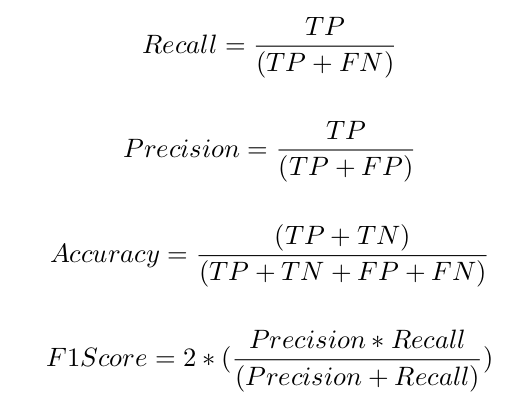 Recall = TP / (TP + FN)
Precision = TP / (TP + FP)
Accuracy = (TP + TN) / (TP + TN + FP + FN)
F1Score = 2 * (Precision * Recall / (Precision + Recall))